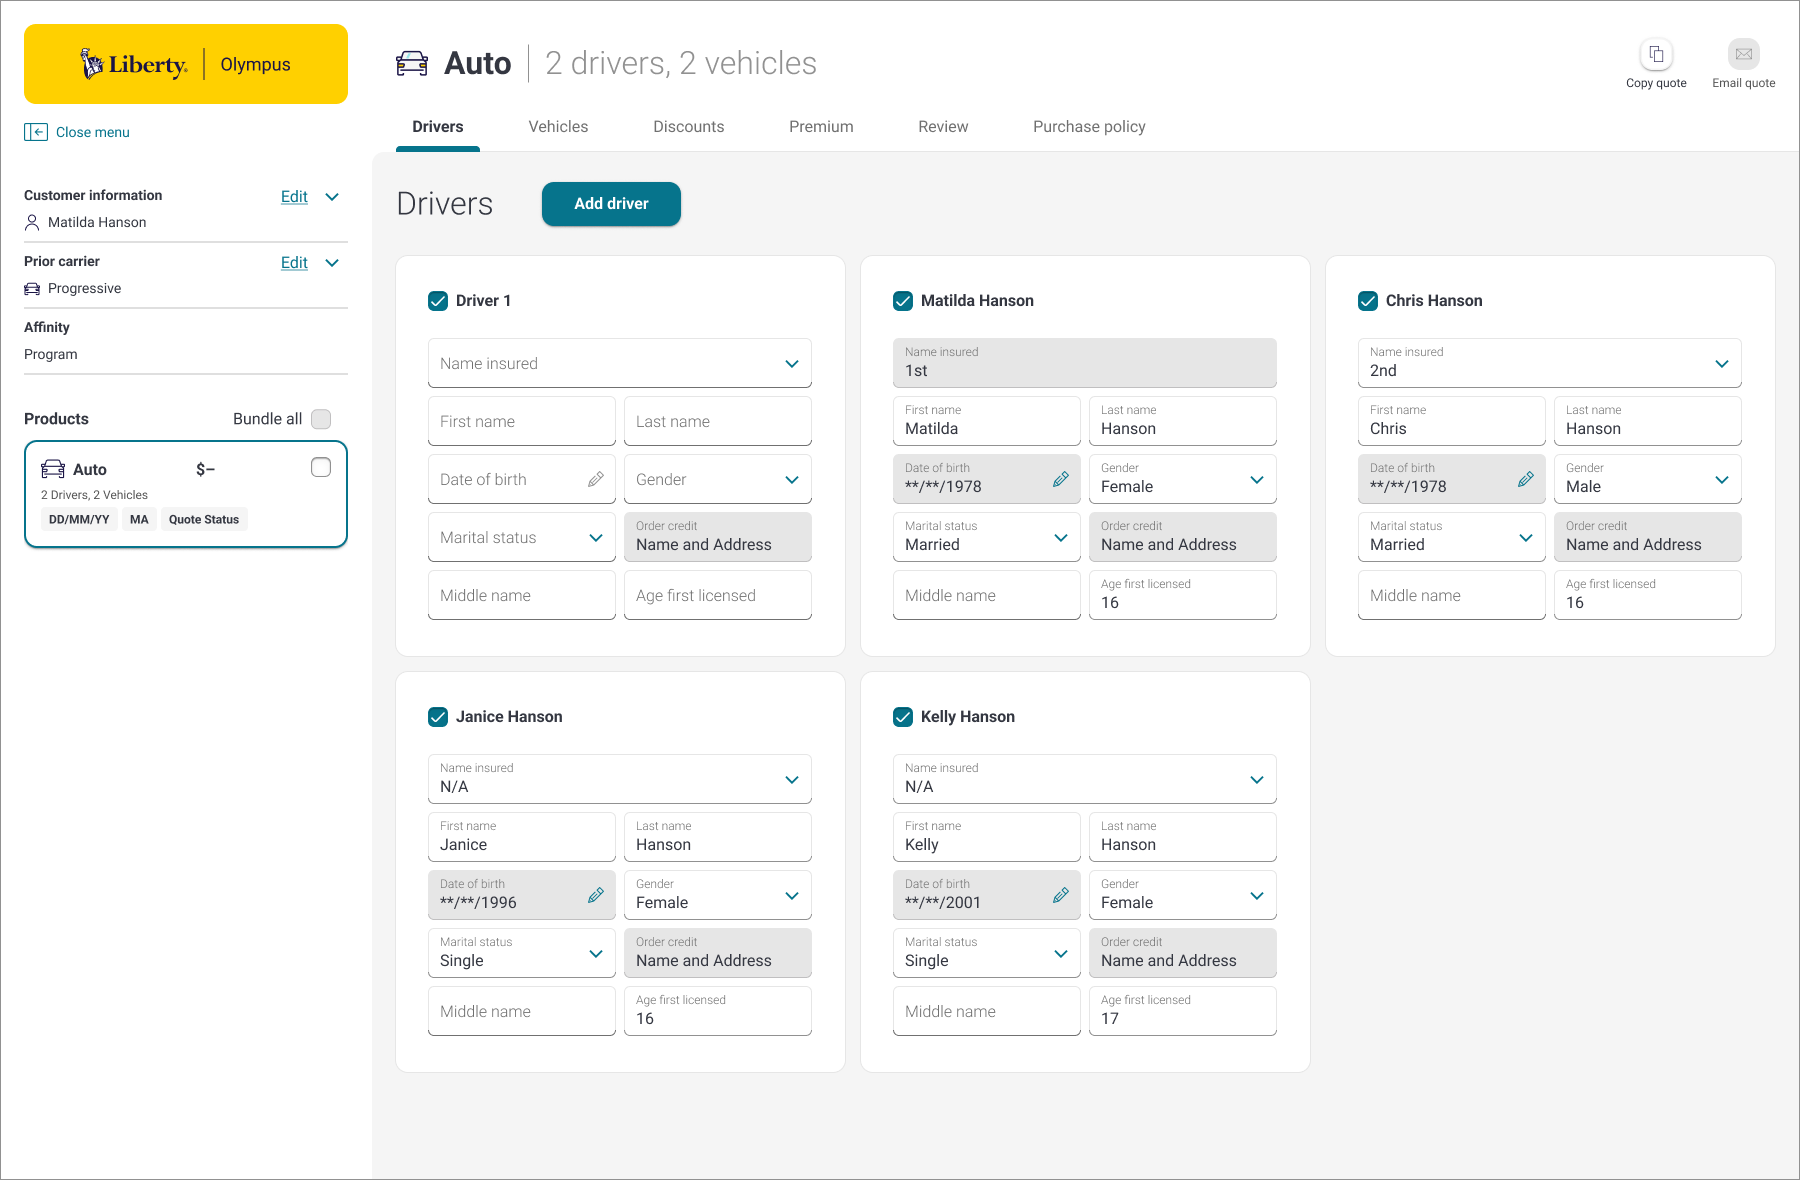 Liberty. Olympus
Close menu
Customer information Edit
Matilda Hanson
Prior carrier Edit
Progressive
Affinity
Program
Products Bundle all
Auto $–
2 Drivers, 2 Vehicles
DD/MM/YY MA Quote Status
Auto 2 drivers, 2 vehicles
Copy quote Email quote
Drivers Vehicles Discounts Premium Review Purchase policy
Drivers Add driver
Driver 1
Name insured
First name Last name
Date of birth Gender
Marital status Order credit
Name and Address
Middle name Age first licensed
Matilda Hanson
Name insured
1st
First name Last name
Matilda Hanson
Date of birth Gender
**/**/1978 Female
Marital status Order credit
Married Name and Address
Middle name Age first licensed
16
Chris Hanson
Name insured
2nd
First name Last name
Chris Hanson
Date of birth Gender
**/**/1978 Male
Marital status Order credit
Married Name and Address
Middle name Age first licensed
16
Janice Hanson
Name insured
N/A
First name Last name
Janice Hanson
Date of birth Gender
**/**/1996 Female
Marital status Order credit
Single Name and Address
Middle name Age first licensed
16
Kelly Hanson
Name insured
N/A
First name Last name
Kelly Hanson
Date of birth Gender
**/**/2001 Female
Marital status Order credit
Single Name and Address
Middle name Age first licensed
17